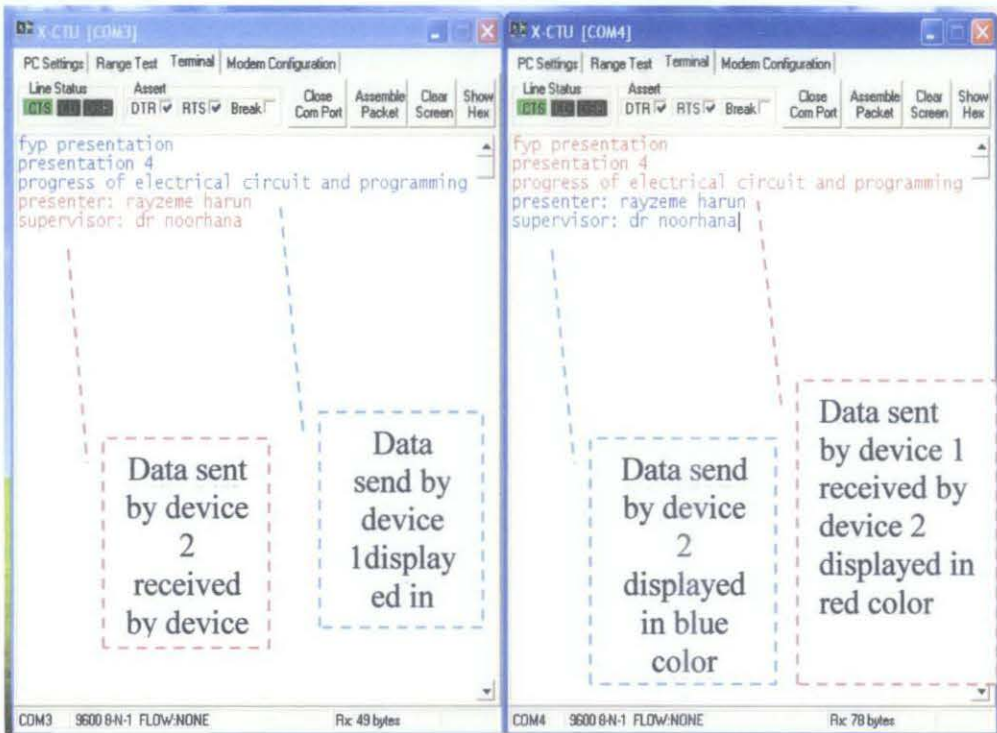 X-CTU [COM3]
PC Settings Range Test Terminal Modem Configuration
Line Status
Assert
CTS
DTR RTS Break
Close Com Port
Assemble Packet
Clear Screen
Show Hex
fyp presentation
presentation 4
progress of electrical circuit and programming
presenter: rayzeme harun
supervisor: dr noorhana
Data sent
by device
2
received
by device
Data
send by
device
1display
ed in
COM3 9600 8-N-1 FLOW:NONE Rx: 49 bytes
X-CTU [COM4]
PC Settings Range Test Terminal Modem Configuration
Line Status
Assert
CTS
DTR RTS Break
Close Com Port
Assemble Packet
Clear Screen
Show Hex
fyp presentation
presentation 4
progress of electrical circuit and programming
presenter: rayzeme harun
supervisor: dr noorhana
Data send
by device
2
displayed
in blue
color
Data sent
by device 1
received by
device 2
displayed in
red color
COM4 9600 8-N-1 FLOW:NONE Rx: 78 bytes